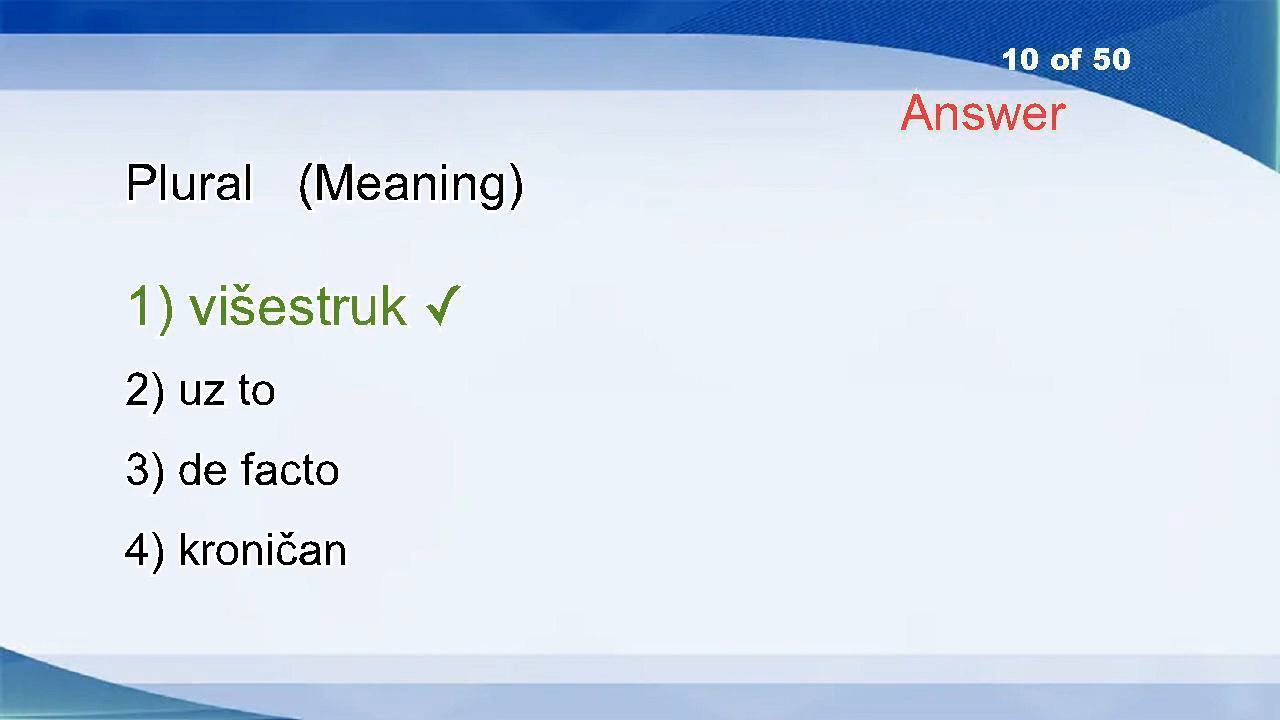 10 of 50
Answer
Plural (Meaning)
1) višestruk ✓
2) uz to
3) de facto
4) kroničan